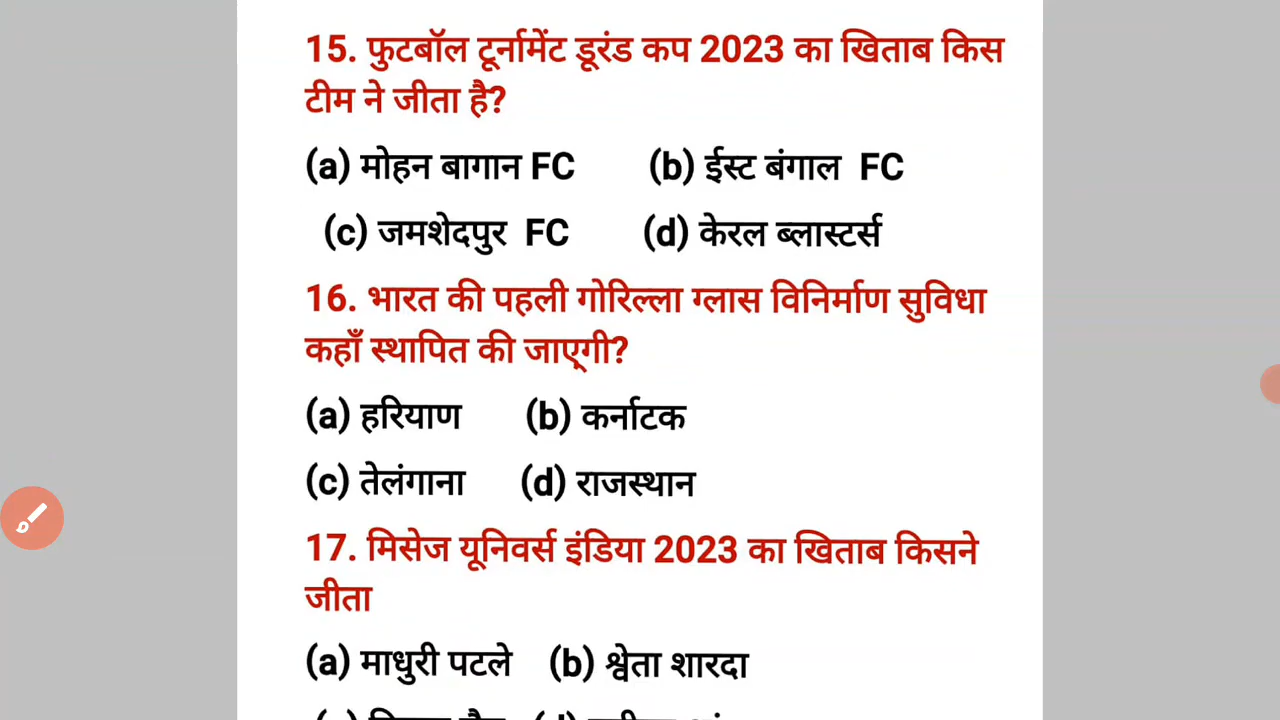 15. फुटबॉल टूर्नामेंट डूरंड कप 2023 का खिताब किस
टीम ने जीता है?
(a) मोहन बागान FC (b) ईस्ट बंगाल FC
(c) जमशेदपुर FC (d) केरल ब्लास्टर्स
16. भारत की पहली गोरिल्ला ग्लास विनिर्माण सुविधा
कहाँ स्थापित की जाएगी?
(a) हरियाण (b) कर्नाटक
(c) तेलंगाना (d) राजस्थान
17. मिसेज यूनिवर्स इंडिया 2023 का खिताब किसने
जीता
(a) माधुरी पटले (b) श्वेता शारदा